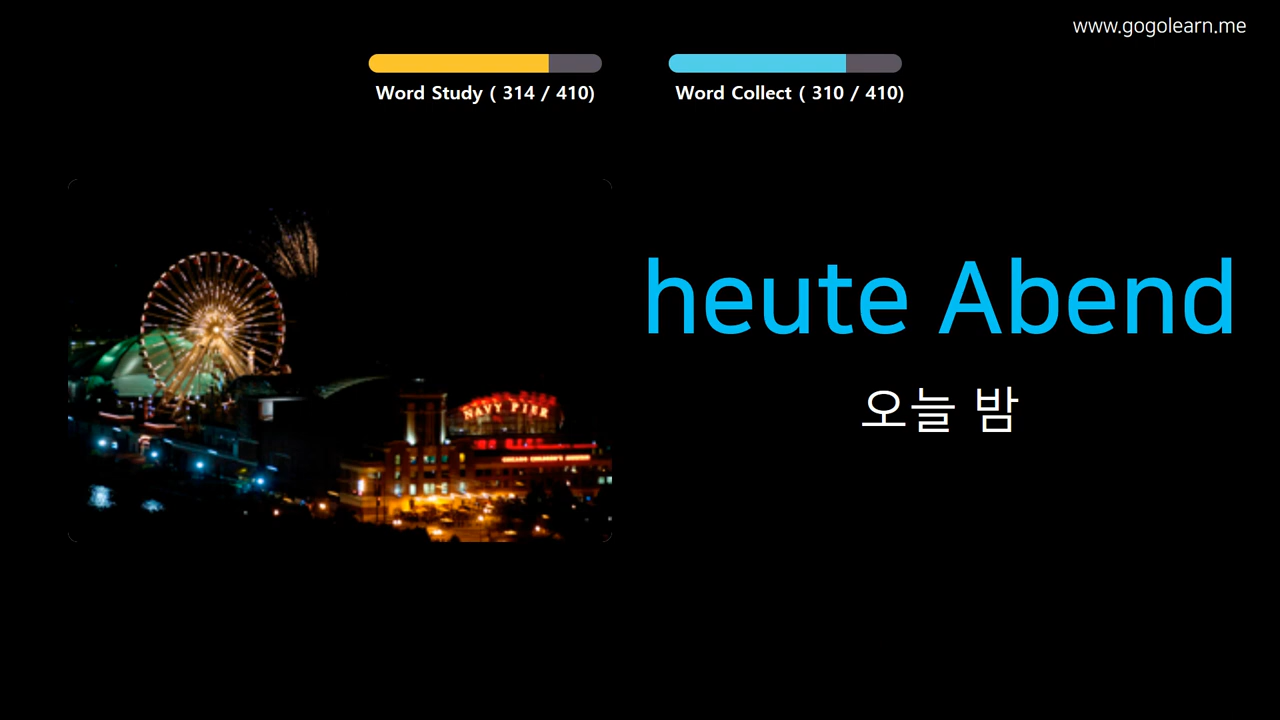 www.gogolearn.me
Word Study ( 314 / 410)
Word Collect ( 310 / 410)
heute Abend
오늘 밤
NAVY PIER